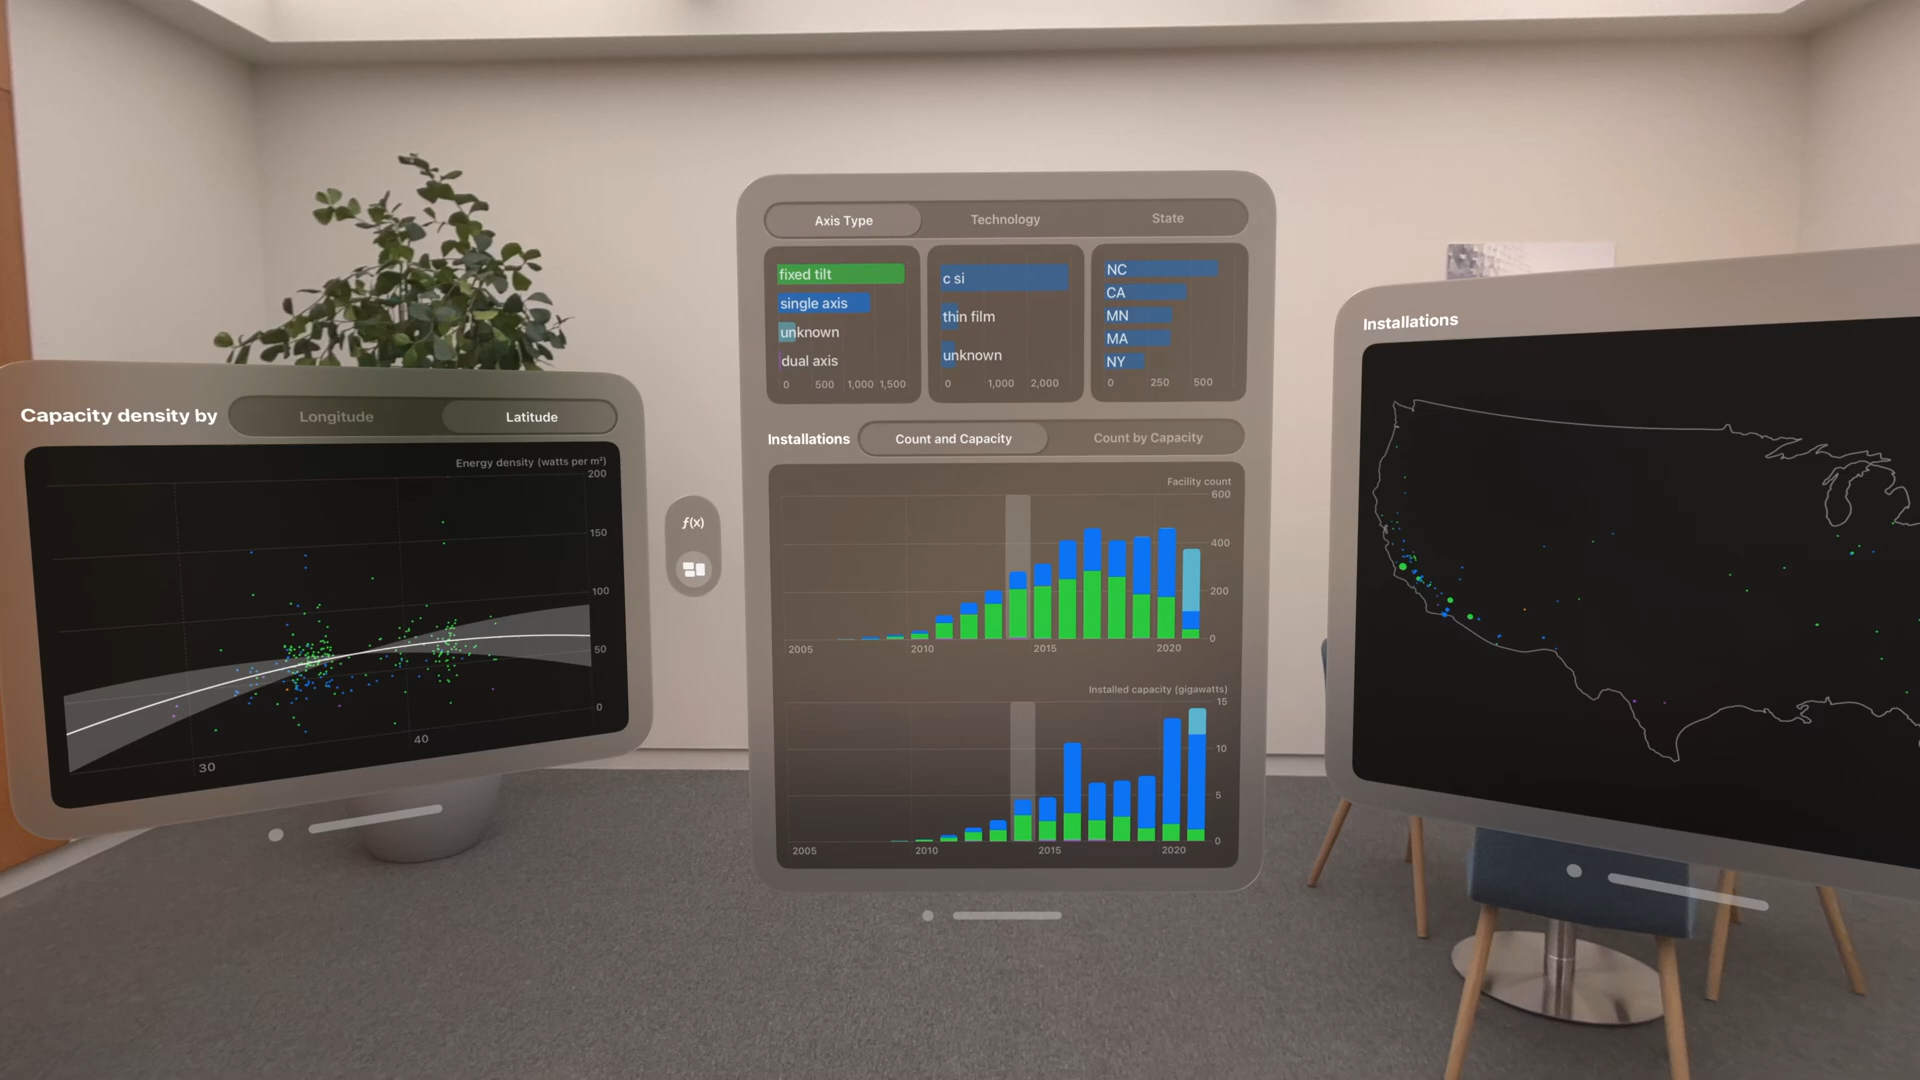 Capacity density by
Longitude
Latitude
Energy density (watts per m²)
200
150
100
50
0
30
40
f(x)
Axis Type
Technology
State
fixed tilt
single axis
unknown
dual axis
0 500 1,000 1,500
c si
thin film
unknown
0 1,000 2,000
NC
CA
MN
MA
NY
0 250 500
Installations
Count and Capacity
Count by Capacity
Facility count
600
400
200
0
2005 2010 2015 2020
Installed capacity (gigawatts)
15
10
5
0
2005 2010 2015 2020
Installations